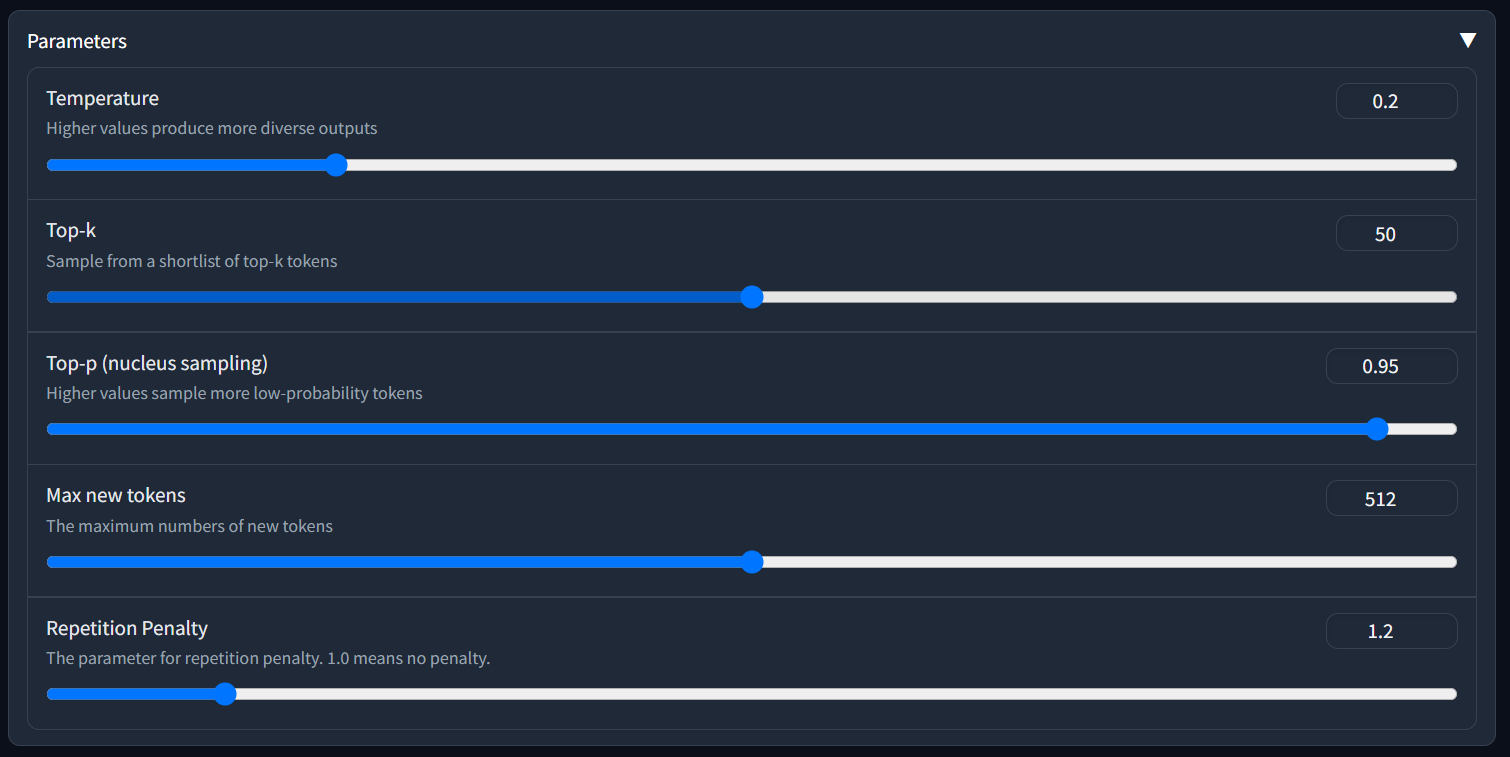 Parameters
Temperature
0.2
Higher values produce more diverse outputs
Top-k
50
Sample from a shortlist of top-k tokens
Top-p (nucleus sampling)
0.95
Higher values sample more low-probability tokens
Max new tokens
512
The maximum numbers of new tokens
Repetition Penalty
1.2
The parameter for repetition penalty. 1.0 means no penalty.